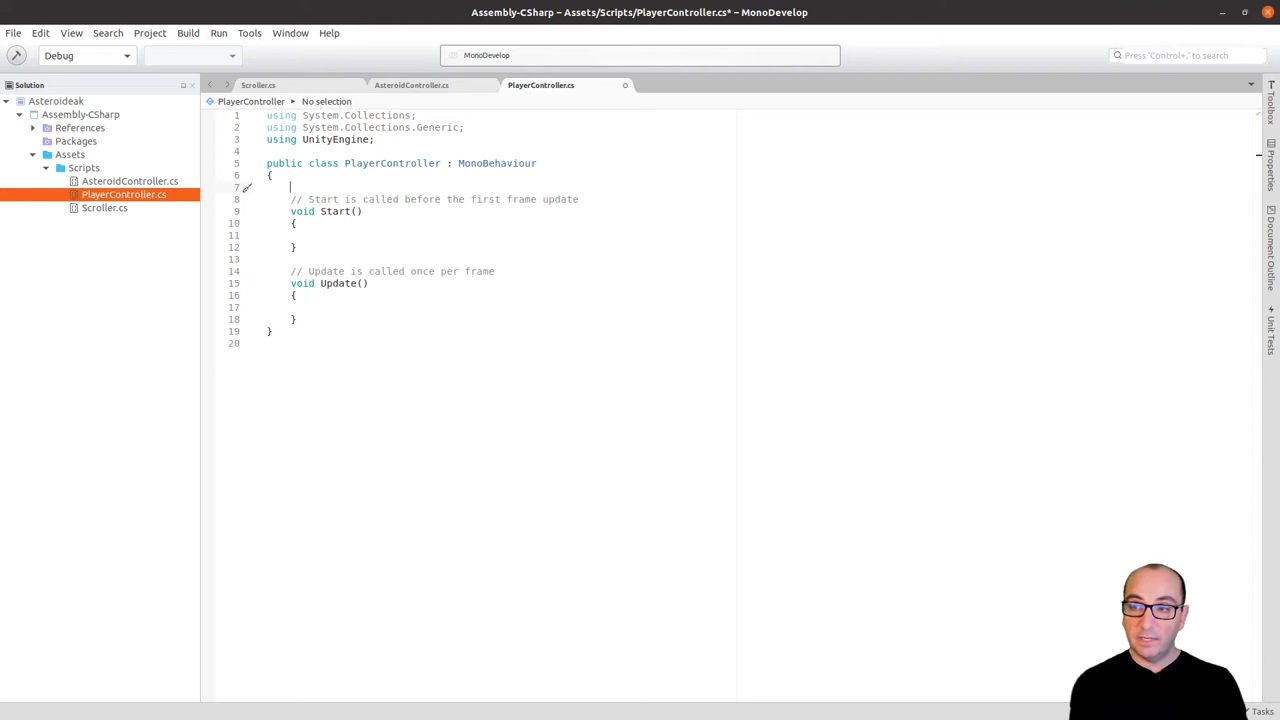 Assembly-CSharp – Assets/Scripts/PlayerController.cs* – MonoDevelop
File Edit View Search Project Build Run Tools Window Help
Debug
MonoDevelop
Press 'Control+,' to search
Solution
Asteroideak
Assembly-CSharp
References
Packages
Assets
Scripts
AsteroidController.cs
PlayerController.cs
Scroller.cs
Scroller.cs AsteroidController.cs PlayerController.cs
PlayerController No selection
1 using System.Collections;
2 using System.Collections.Generic;
3 using UnityEngine;
4
5 public class PlayerController : MonoBehaviour
6 {
7
8 // Start is called before the first frame update
9 void Start()
10 {
11
12 }
13
14 // Update is called once per frame
15 void Update()
16 {
17
18 }
19 }
20
Toolbox
Properties
Document Outline
Unit Tests
Tasks